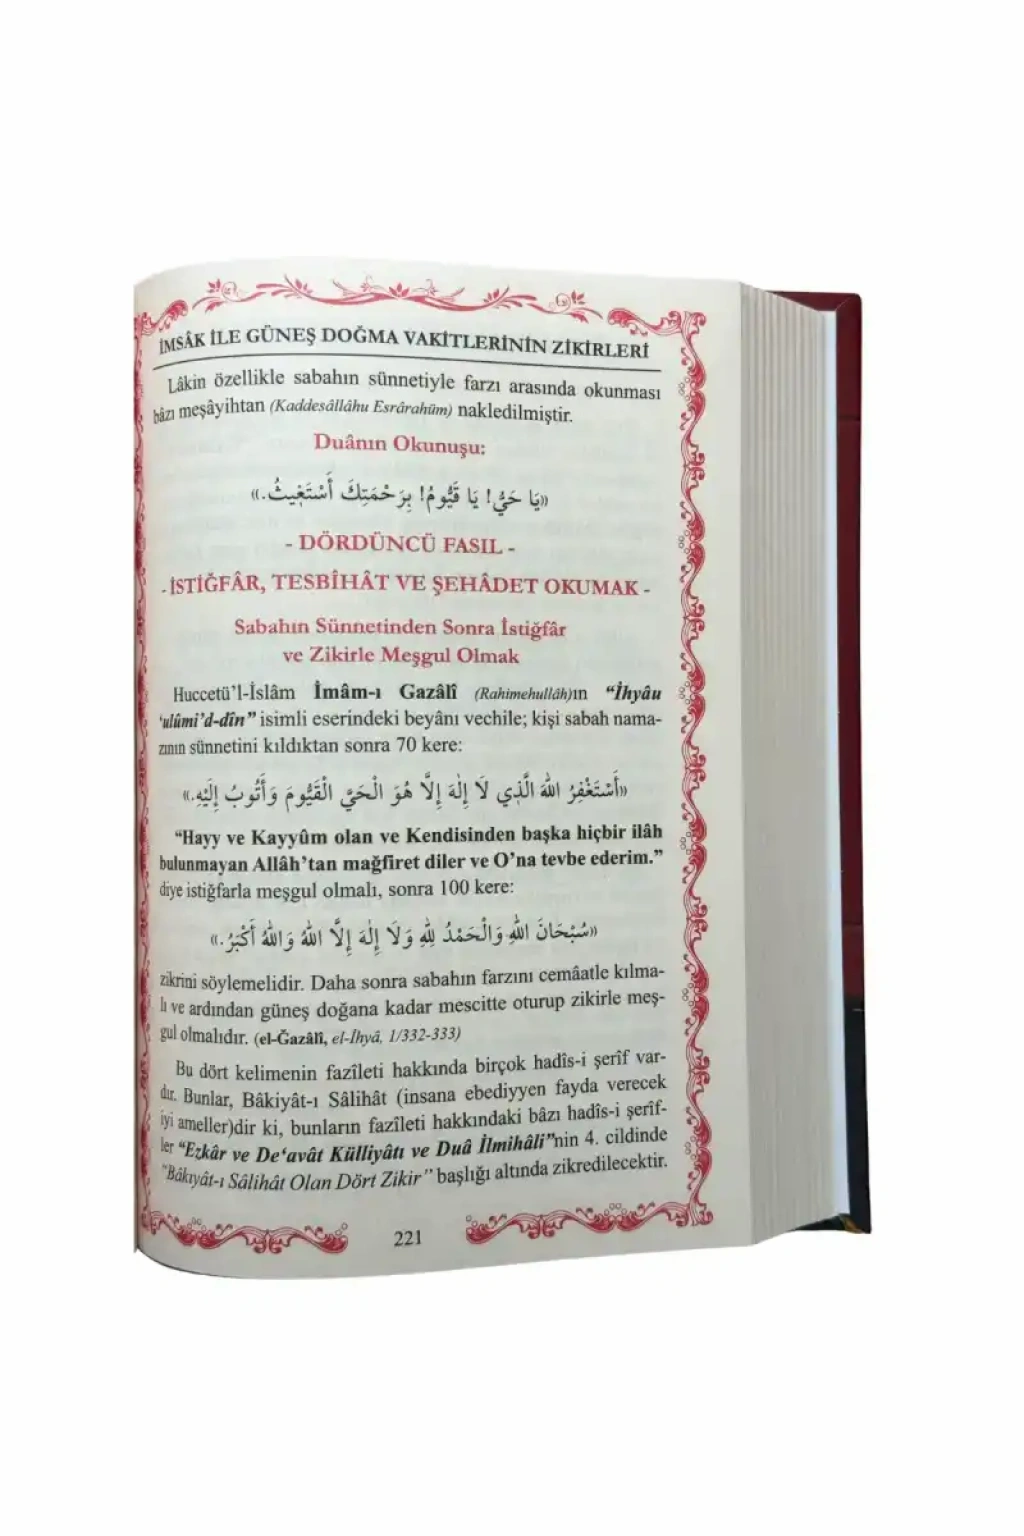 İMSÂK İLE GÜNEŞ DOĞMA VAKİTLERİNİN ZİKİRLERİ
Lâkin özellikle sabahın sünnetiyle farzı arasında okunması
bâzı meşâyihtan (Kaddesâllâhu Esrârahüm) nakledilmiştir.
Duânın Okunuşu:
«يَا حَيُّ! يَا قَيُّومُ! بِرَحْمَتِكَ أَسْتَغِيثُ.»
- DÖRDÜNCÜ FASIL -
- İSTİĞFÂR, TESBÎHÂT VE ŞEHÂDET OKUMAK -
Sabahın Sünnetinden Sonra İstiğfâr
ve Zikirle Meşgul Olmak
Huccetü'l-İslâm İmâm-ı Gazâlî (Rahimehullâh)ın “İhyâu
‘ulûmi’d-dîn” isimli eserindeki beyânı vechile; kişi sabah nama-
zının sünnetini kıldıktan sonra 70 kere:
«أَسْتَغْفِرُ اللهَ الَّذِي لَا إِلٰهَ إِلَّا هُوَ الْحَيَّ الْقَيُّومَ وَأَتُوبُ إِلَيْهِ.»
“Hayy ve Kayyûm olan ve Kendisinden başka hiçbir ilâh
bulunmayan Allâh’tan mağfiret diler ve O’na tevbe ederim.”
diye istiğfarla meşgul olmalı, sonra 100 kere:
«سُبْحَانَ اللهِ وَالْحَمْدُ لِلهِ وَلَا إِلٰهَ إِلَّا اللهُ وَاللهُ أَكْبَرُ.»
zikrini söylemelidir. Daha sonra sabahın farzını cemâatle kılma-
lı ve ardından güneş doğana kadar mescitte oturup zikirle meş-
gul olmalıdır. (el-Ğazâlî, el-İhyâ, 1/332-333)
Bu dört kelimenin fazîleti hakkında birçok hadîs-i şerîf var-
dır. Bunlar, Bâkiyât-ı Sâlihât (insana ebediyyen fayda verecek
iyi ameller)dir ki, bunların fazîleti hakkındaki bâzı hadîs-i şerîf-
ler “Ezkâr ve De‘avât Külliyâtı ve Duâ İlmihâli”nin 4. cildinde
“Bâkıyât-ı Sâlihât Olan Dört Zikir” başlığı altında zikredilecektir.
221